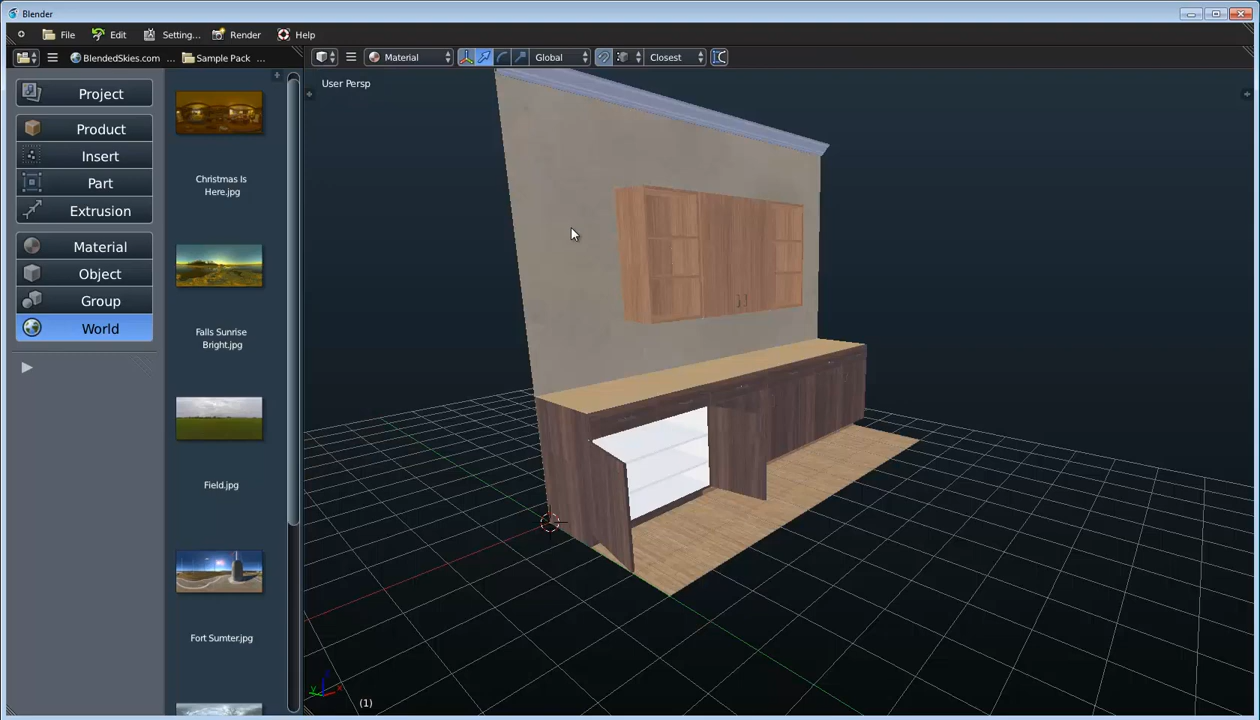 Blender
File Edit Setting... Render Help
BlendedSkies.com ... Sample Pack ... Material Global Closest
User Persp
Project
Product
Insert
Part
Extrusion
Material
Object
Group
World
Christmas Is
Here.jpg
Falls Sunrise
Bright.jpg
Field.jpg
Fort Sumter.jpg
(1)